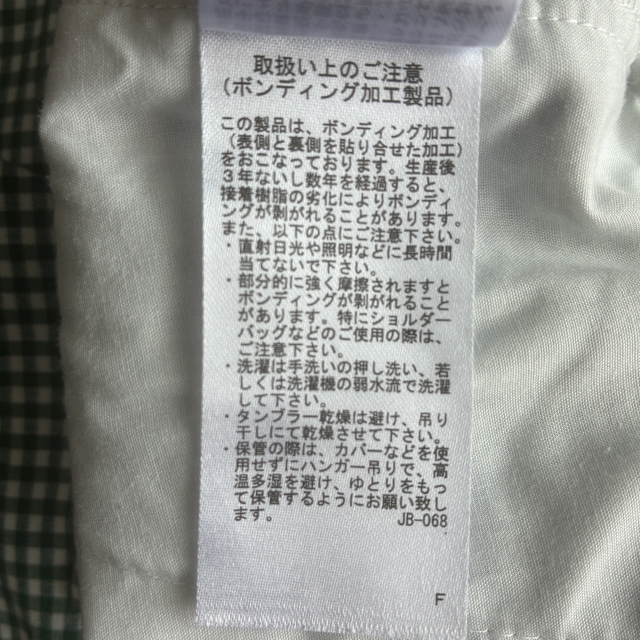 取扱い上のご注意
(ボンディング加工製品)
この製品は、ボンディング加工
(表側と裏側を貼り合せた加工)
をおこなっております。生産後
3年ないし数年を経過すると、
接着樹脂の劣化によりボンディ
ングが剥がれることがあります。
また、以下の点にご注意下さい。
・直射日光や照明などに長時間
当てないで下さい。
・部分的に強く摩擦されますと
ボンディングが剥がれること
があります。特にショルダー
バッグなどのご使用の際は、
ご注意下さい。
・洗濯は手洗いの押し洗い、若
しくは洗濯機の弱水流で洗濯
して下さい。
・タンブラー乾燥は避け、吊り
干しにて乾燥させて下さい。
・保管の際は、カバーなどを使
用せずにハンガー吊りで、高
温多湿を避け、ゆとりをもっ
て保管するようにお願い致し
ます。 JB-068
F